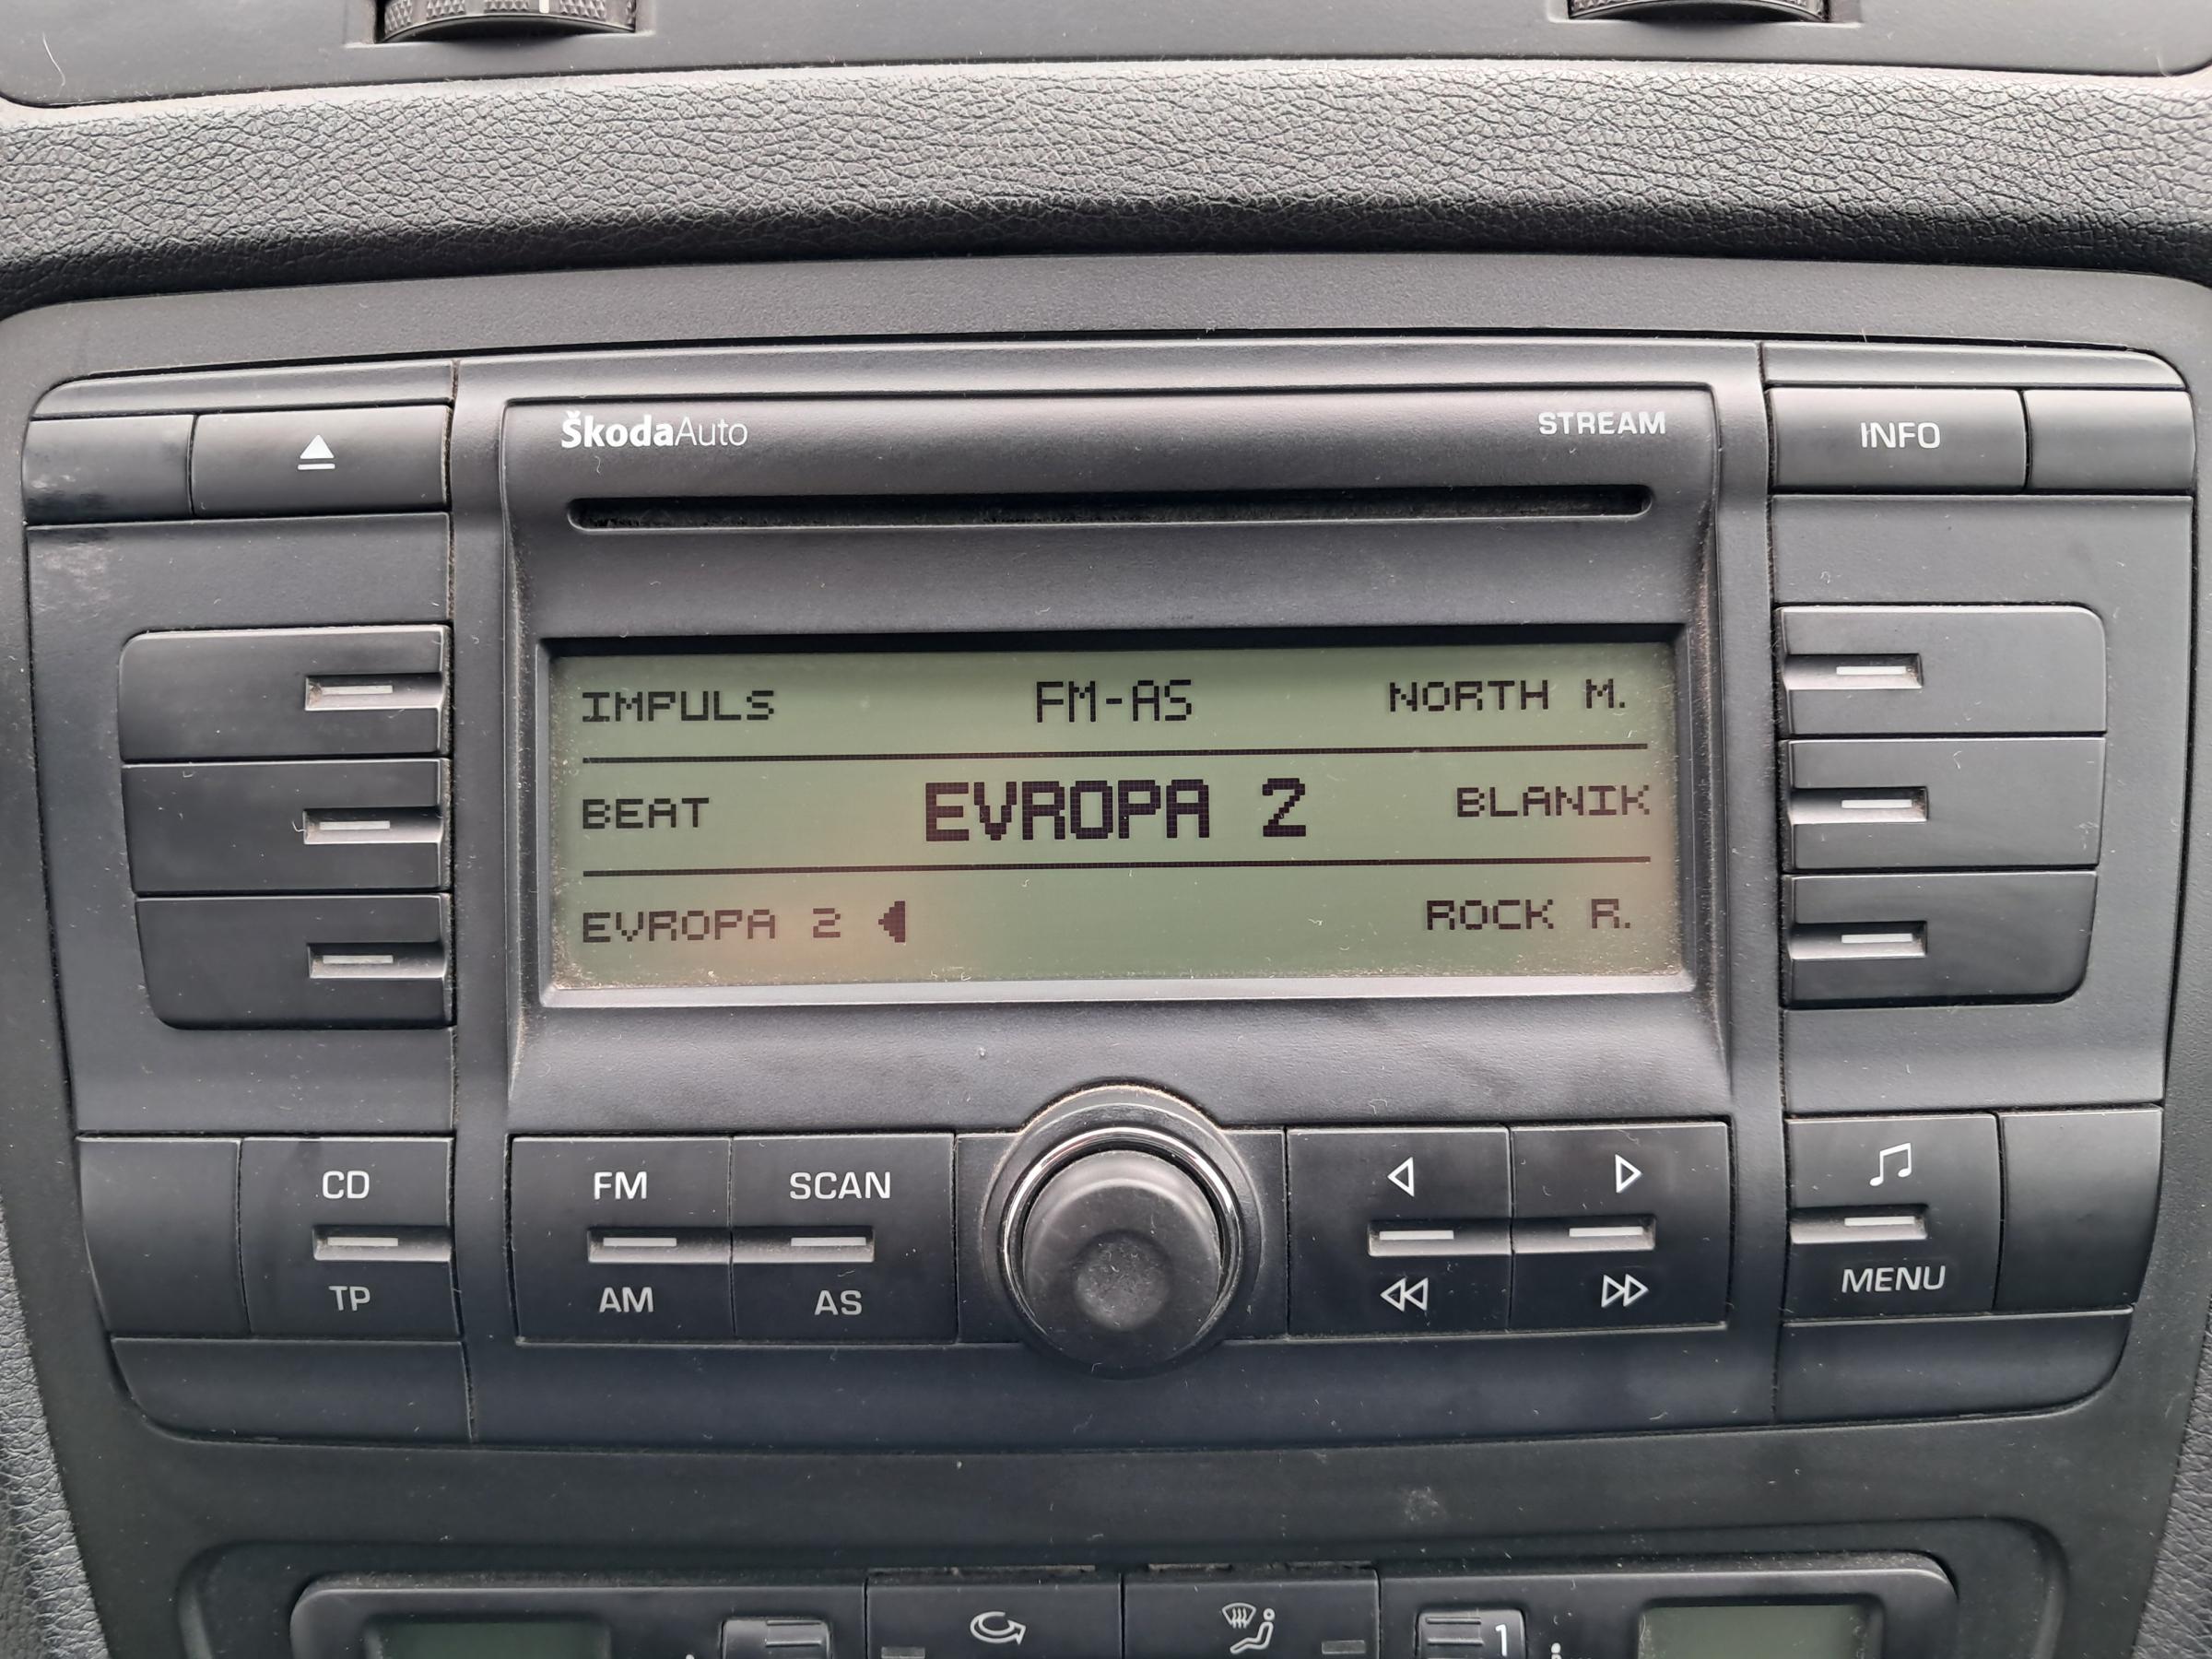 ŠkodaAuto
STREAM
INFO
IMPULS FM-AS NORTH M.
BEAT EVROPA 2 BLANIK
EVROPA 2 ROCK R.
CD FM SCAN
TP AM AS MENU
1